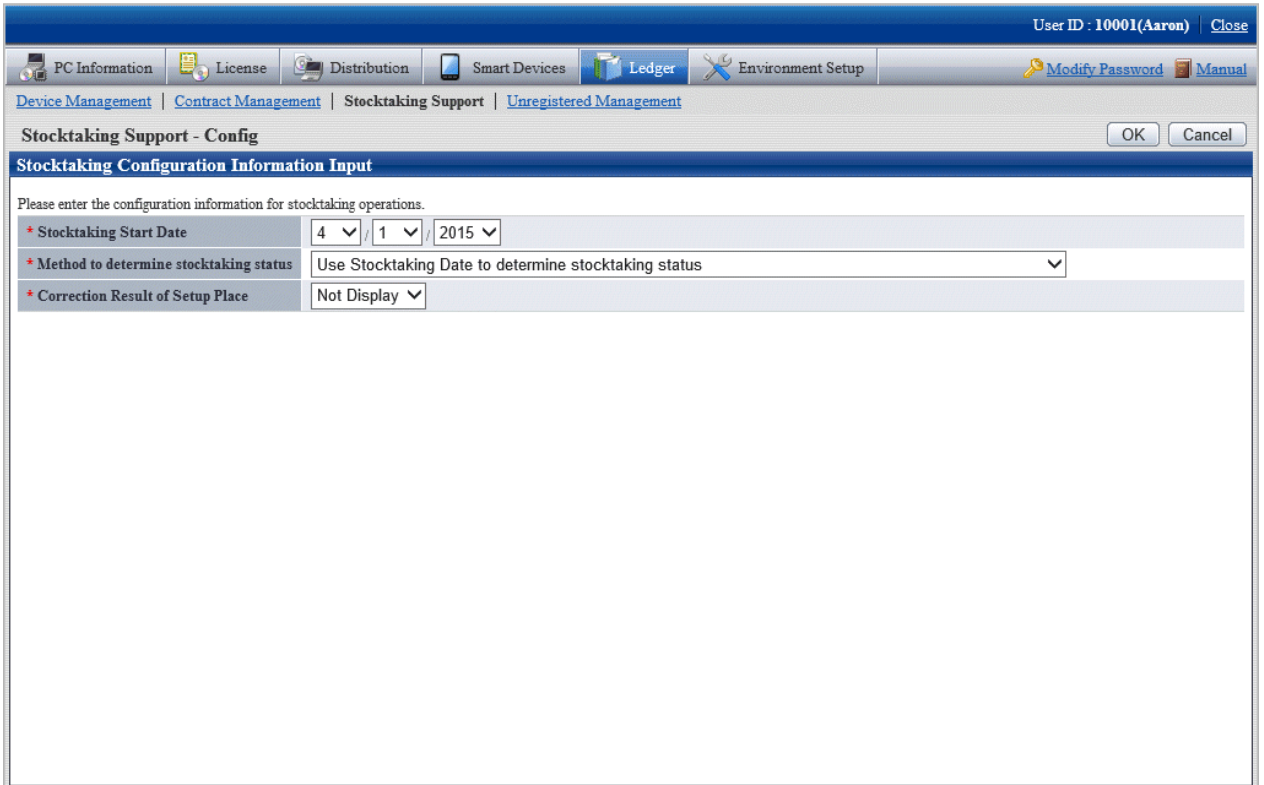 User ID : 10001(Aaron) | Close
PC Information License Distribution Smart Devices Ledger Environment Setup Modify Password Manual
Device Management | Contract Management | Stocktaking Support | Unregistered Management
Stocktaking Support - Config OK Cancel
Stocktaking Configuration Information Input
Please enter the configuration information for stocktaking operations.
* Stocktaking Start Date 4 / 1 / 2015
* Method to determine stocktaking status Use Stocktaking Date to determine stocktaking status
* Correction Result of Setup Place Not Display